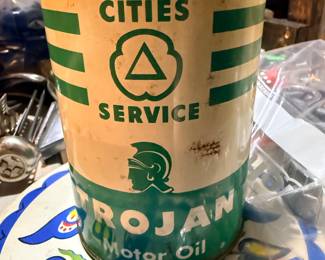 CITIES
SERVICE
TROJAN
Motor Oil